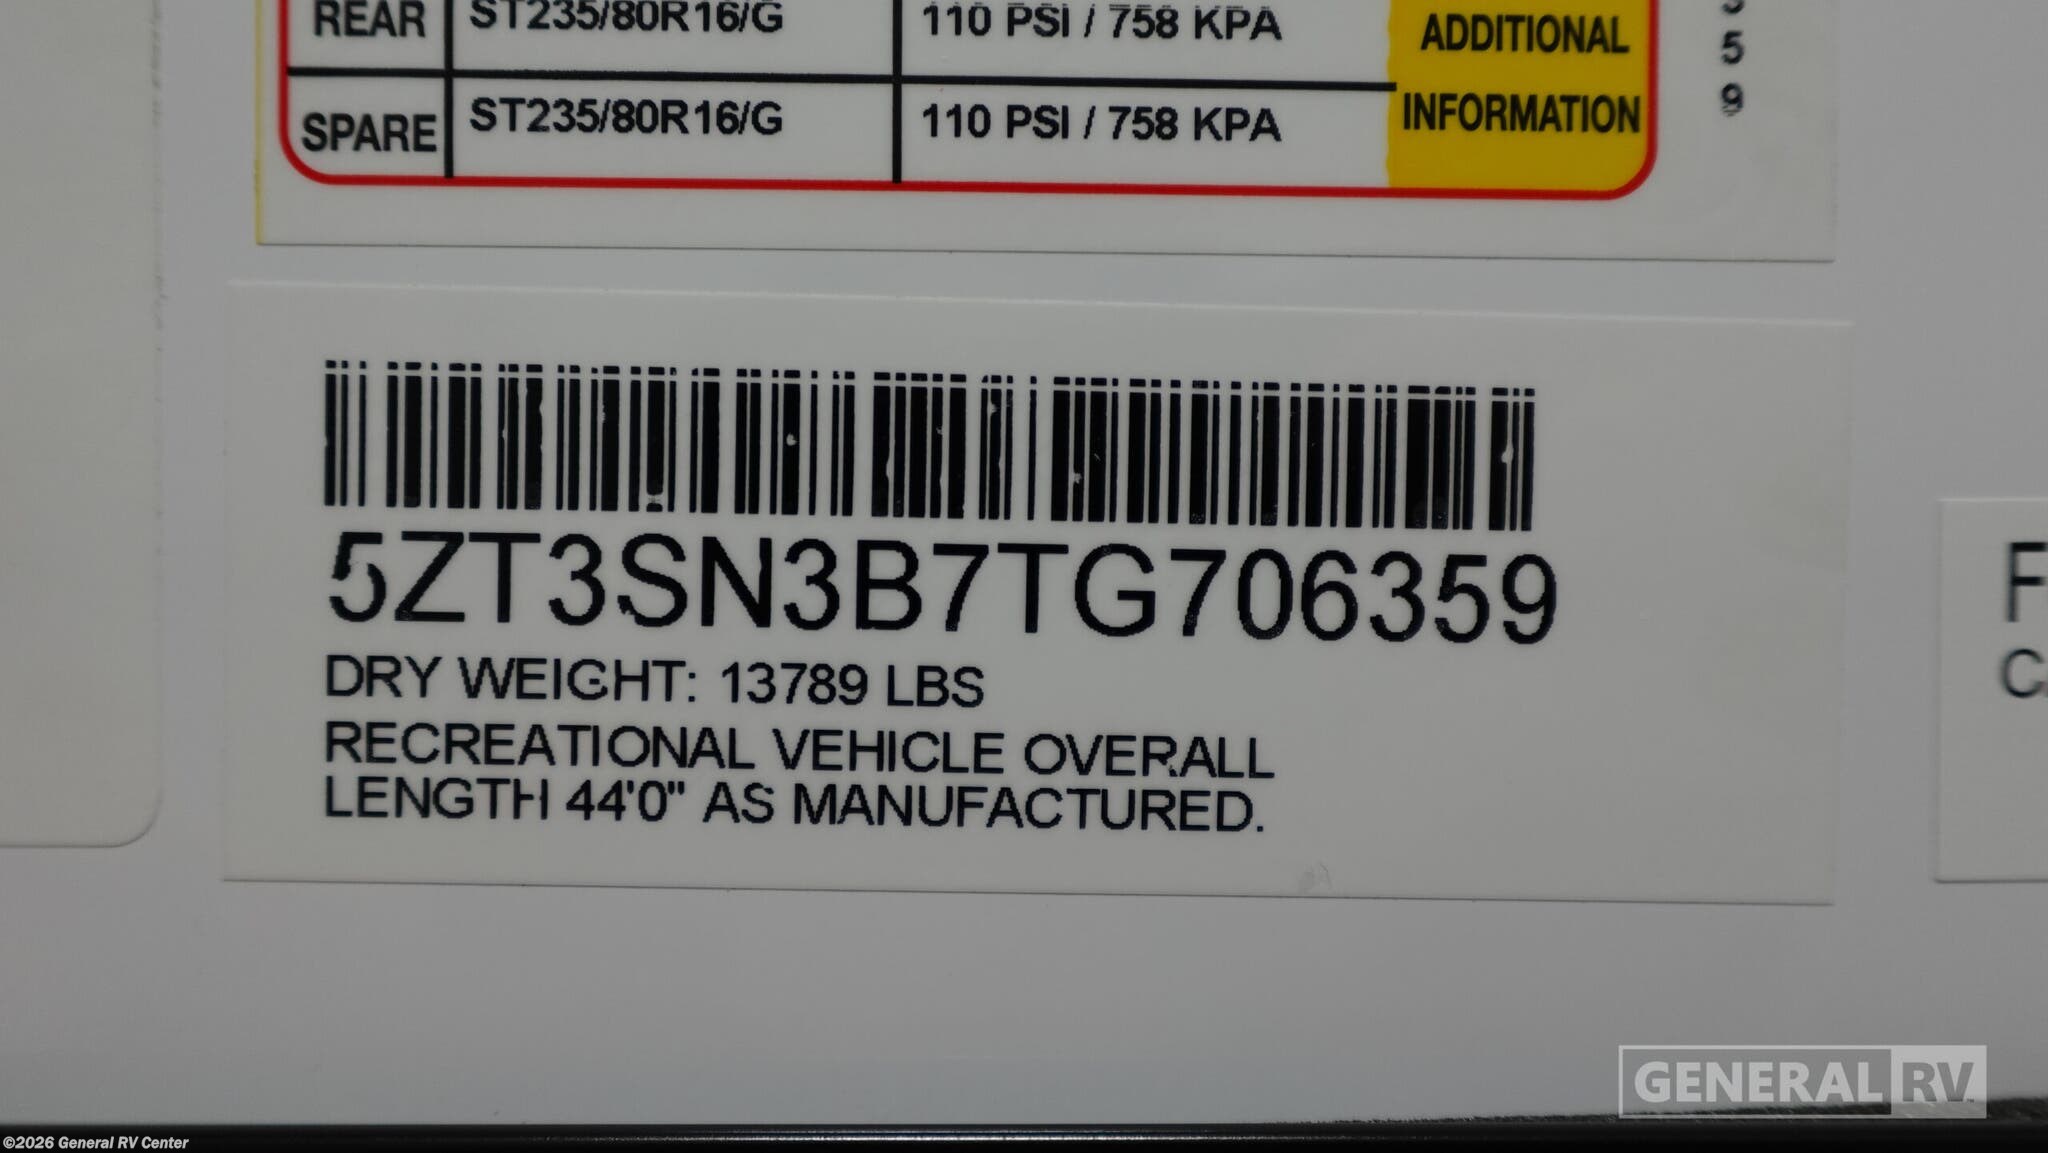 REAR ST235/80R16/G 110 PSI / 758 KPA ADDITIONAL
SPARE ST235/80R16/G 110 PSI / 758 KPA INFORMATION
5
9
5ZT3SN3B7TG706359
DRY WEIGHT: 13789 LBS
RECREATIONAL VEHICLE OVERALL
LENGTH 44'0" AS MANUFACTURED.
GENERAL RV
©2026 General RV Center